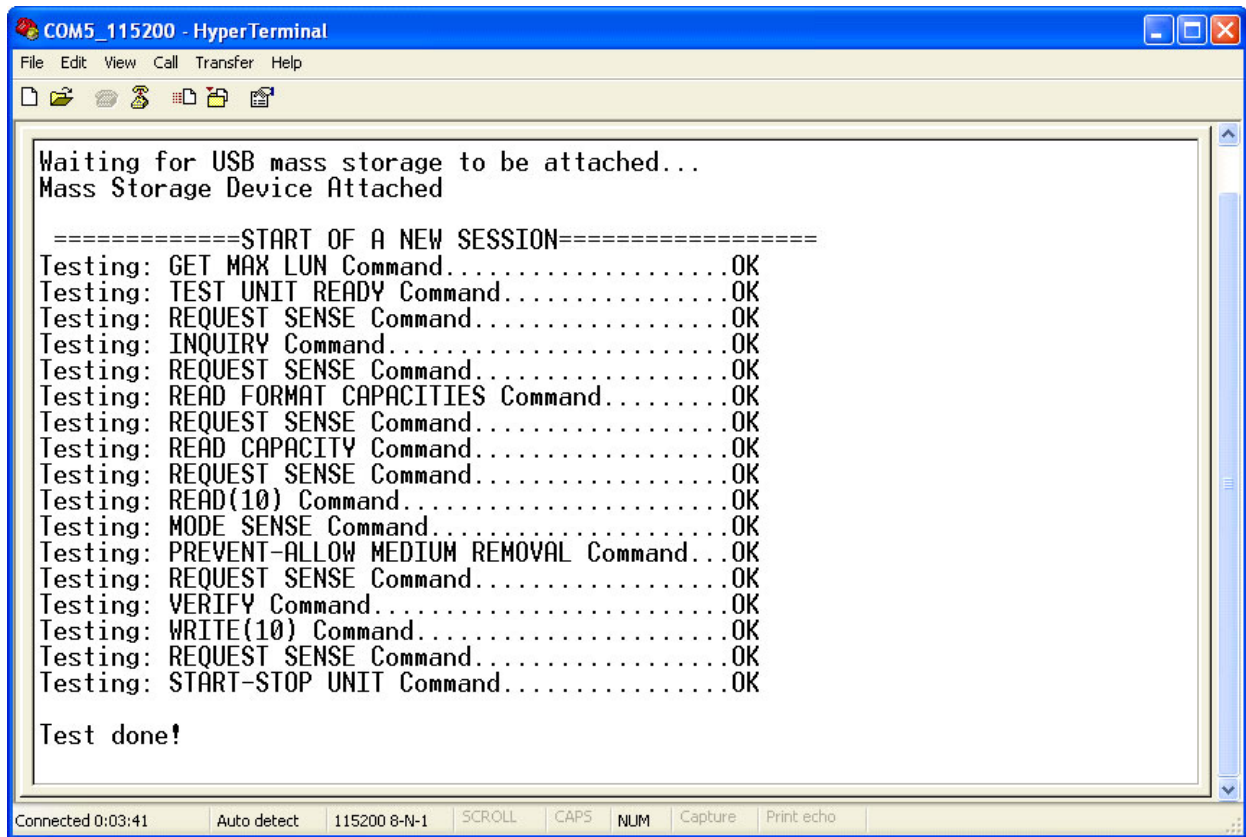 COM5_115200 - HyperTerminal
File Edit View Call Transfer Help
Waiting for USB mass storage to be attached...
Mass Storage Device Attached
=============START OF A NEW SESSION==================
Testing: GET MAX LUN Command....................OK
Testing: TEST UNIT READY Command................OK
Testing: REQUEST SENSE Command..................OK
Testing: INQUIRY Command........................OK
Testing: REQUEST SENSE Command..................OK
Testing: READ FORMAT CAPACITIES Command.........OK
Testing: REQUEST SENSE Command..................OK
Testing: READ CAPACITY Command..................OK
Testing: REQUEST SENSE Command..................OK
Testing: READ(10) Command.......................OK
Testing: MODE SENSE Command.....................OK
Testing: PREVENT-ALLOW MEDIUM REMOVAL Command...OK
Testing: REQUEST SENSE Command..................OK
Testing: VERIFY Command.........................OK
Testing: WRITE(10) Command......................OK
Testing: REQUEST SENSE Command..................OK
Testing: START-STOP UNIT Command................OK
Test done!
Connected 0:03:41 Auto detect 115200 8-N-1 SCROLL CAPS NUM Capture Print echo